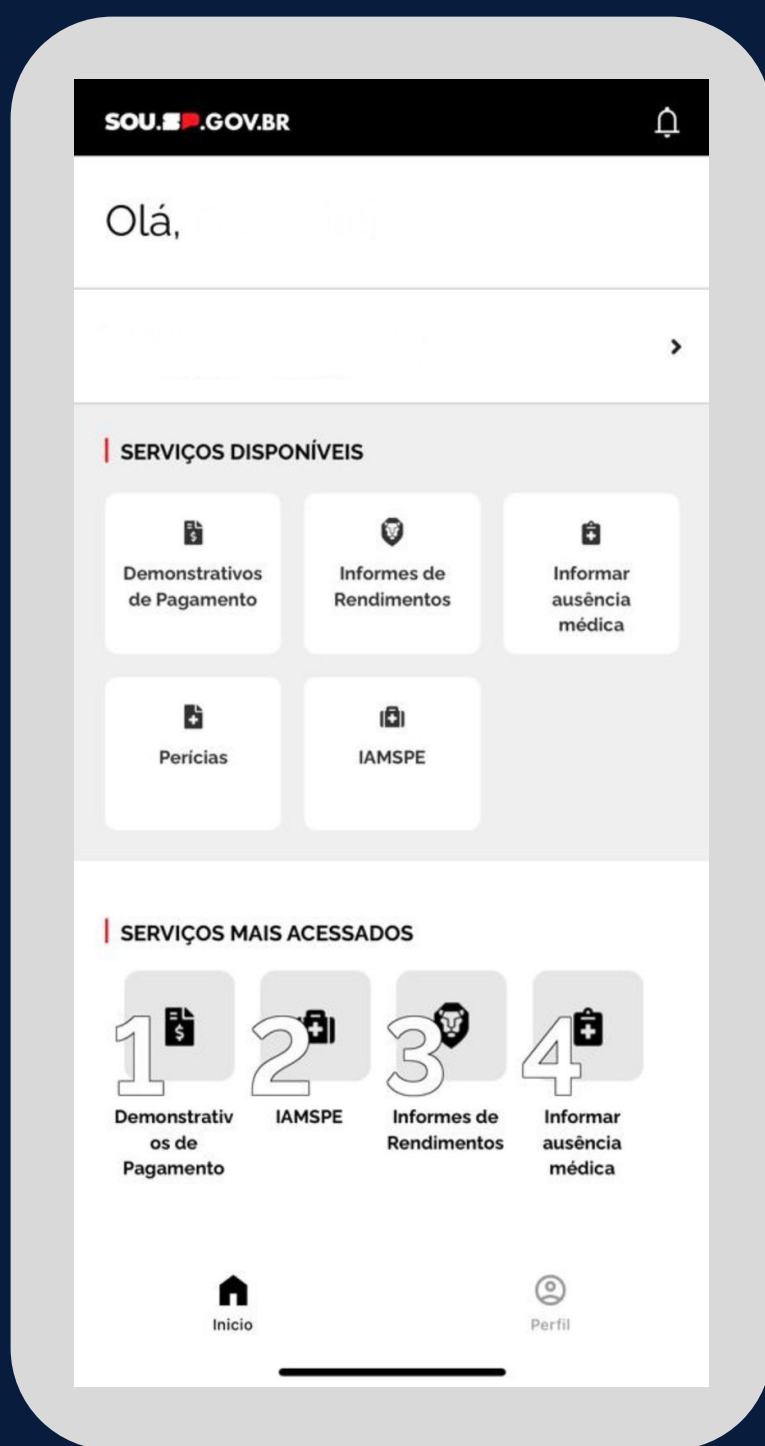 SOU.SP.GOV.BR
Olá,
SERVIÇOS DISPONÍVEIS
Demonstrativos
de Pagamento
Informes de
Rendimentos
Informar
ausência
médica
Perícias
IAMSPE
SERVIÇOS MAIS ACESSADOS
1
2
3
4
Demonstrativ
os de
Pagamento
IAMSPE
Informes de
Rendimentos
Informar
ausência
médica
Inicio
Perfil